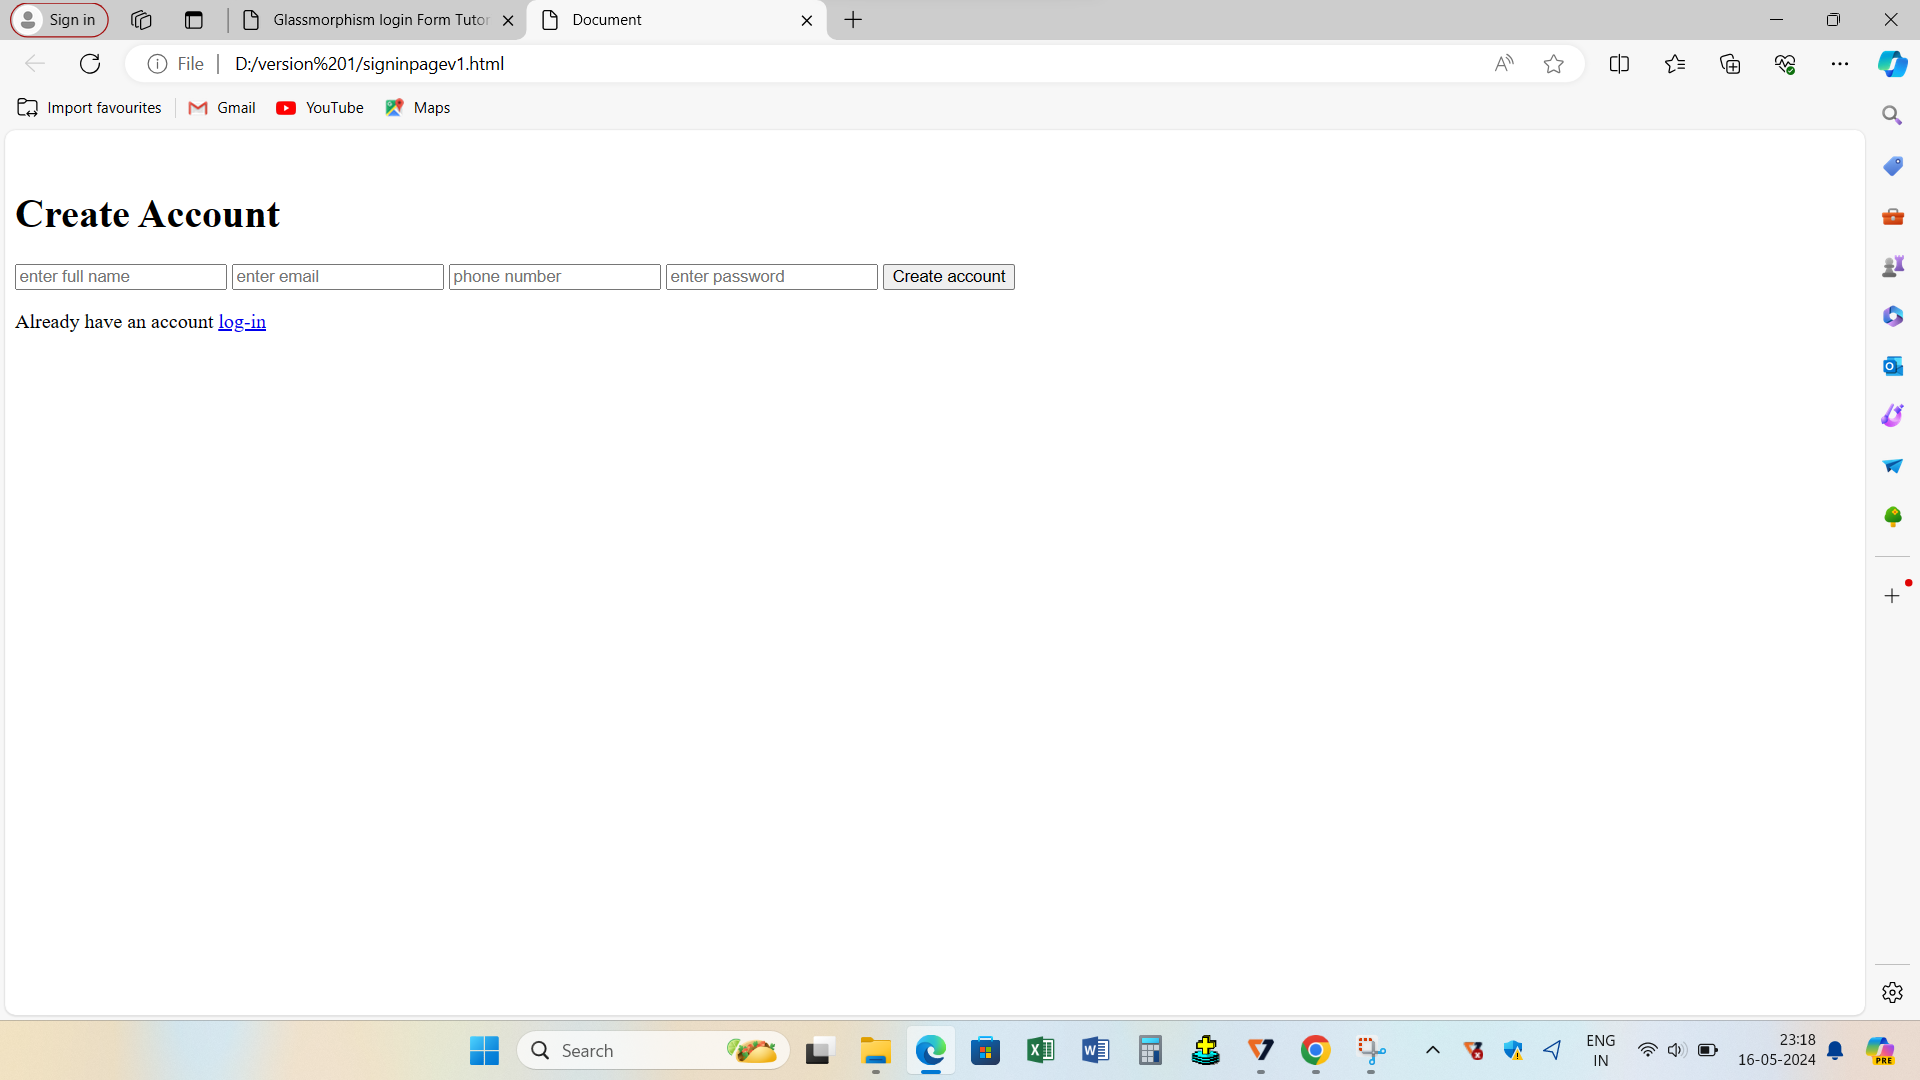 Sign in
Glassmorphism login Form Tutor
Document
File
D:/version%201/signinpagev1.html
Import favourites
Gmail
YouTube
Maps
Create Account
enter full name
enter email
phone number
enter password
Create account
Already have an account log-in
Search
ENG
IN
23:18
16-05-2024
PRE